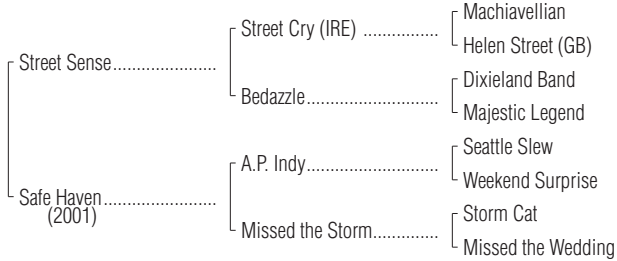 Machiavellian
Street Cry (IRE) ................
Helen Street (GB)
Street Sense......................
Dixieland Band
Bedazzle............................
Majestic Legend
Seattle Slew
A.P. Indy............................
Weekend Surprise
Safe Haven........................
(2001)
Storm Cat
Missed the Storm..............
Missed the Wedding